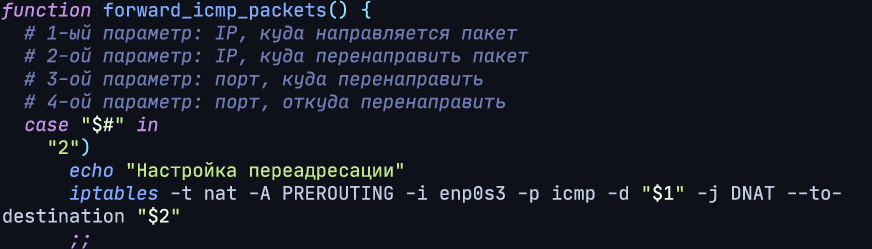 function forward_icmp_packets() {
# 1-ый параметр: IP, куда направляется пакет
# 2-ой параметр: IP, куда перенаправить пакет
# 3-ой параметр: порт, куда перенаправить
# 4-ой параметр: порт, откуда перенаправить
case "$#" in
"2")
echo "Настройка переадресации"
iptables -t nat -A PREROUTING -i enp0s3 -p icmp -d "$1" -j DNAT --to-
destination "$2"
;;